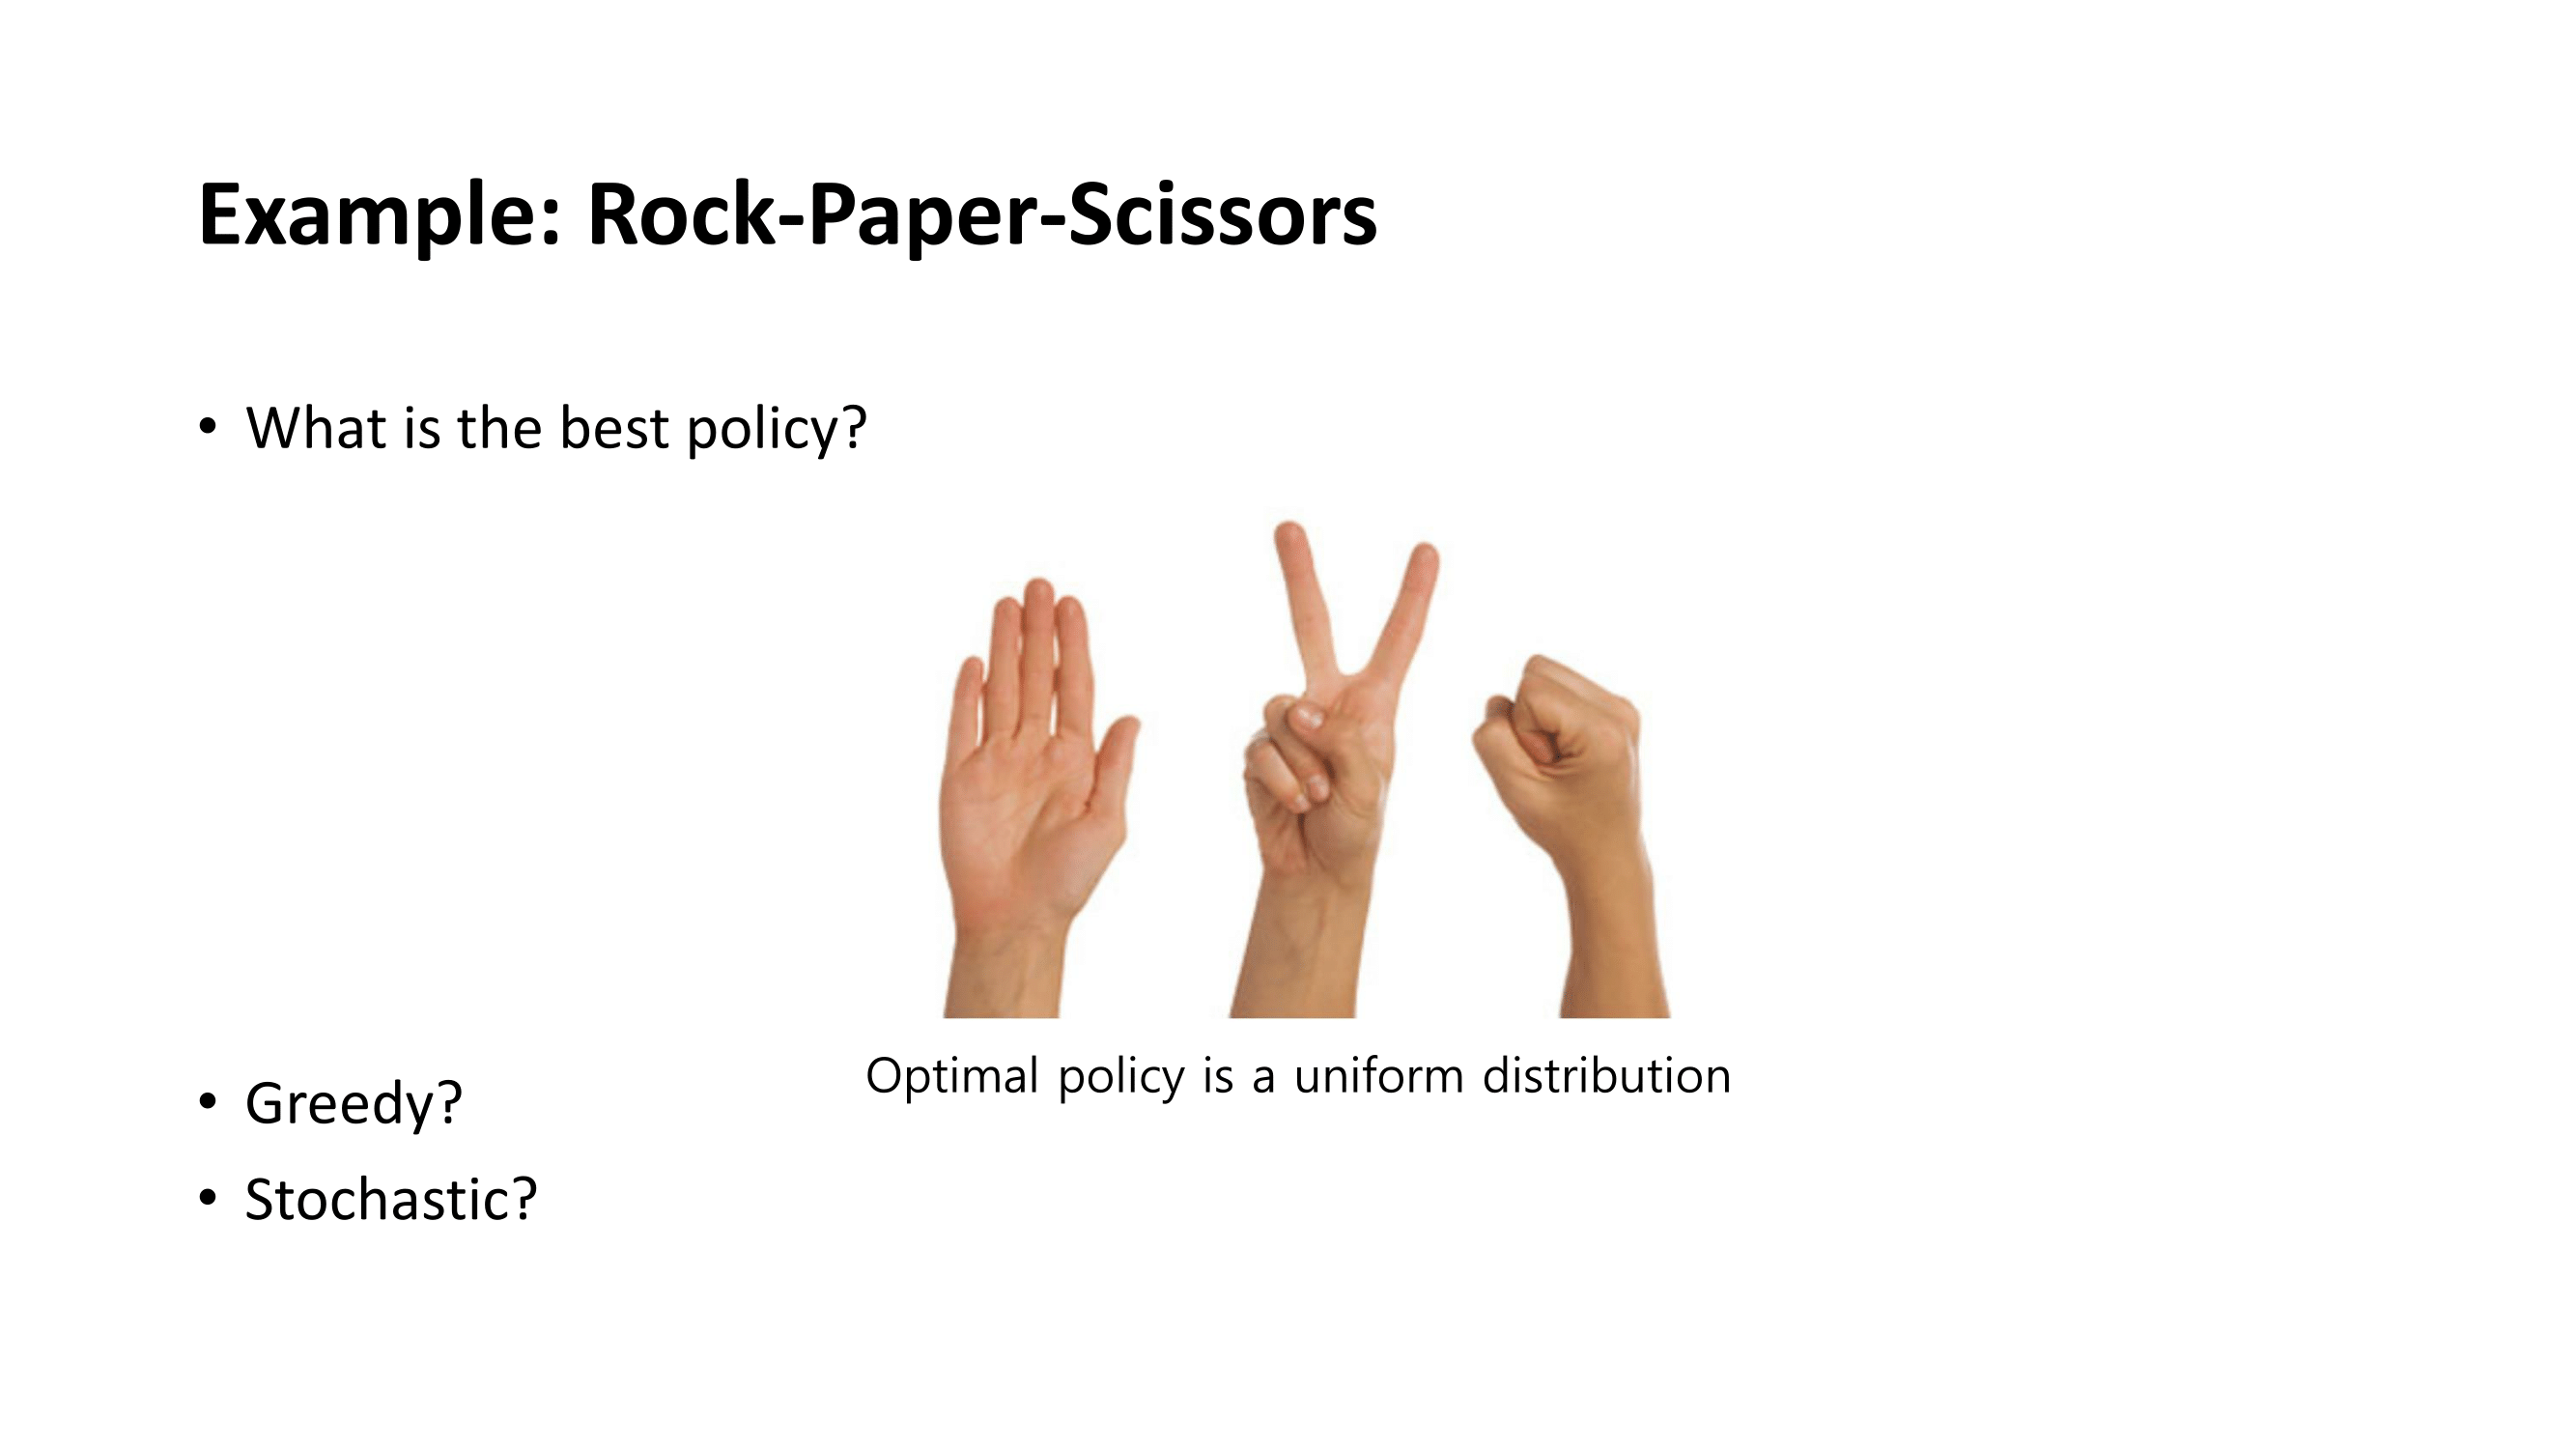 Example: Rock-Paper-Scissors
• What is the best policy?
Optimal policy is a uniform distribution
• Greedy?
• Stochastic?